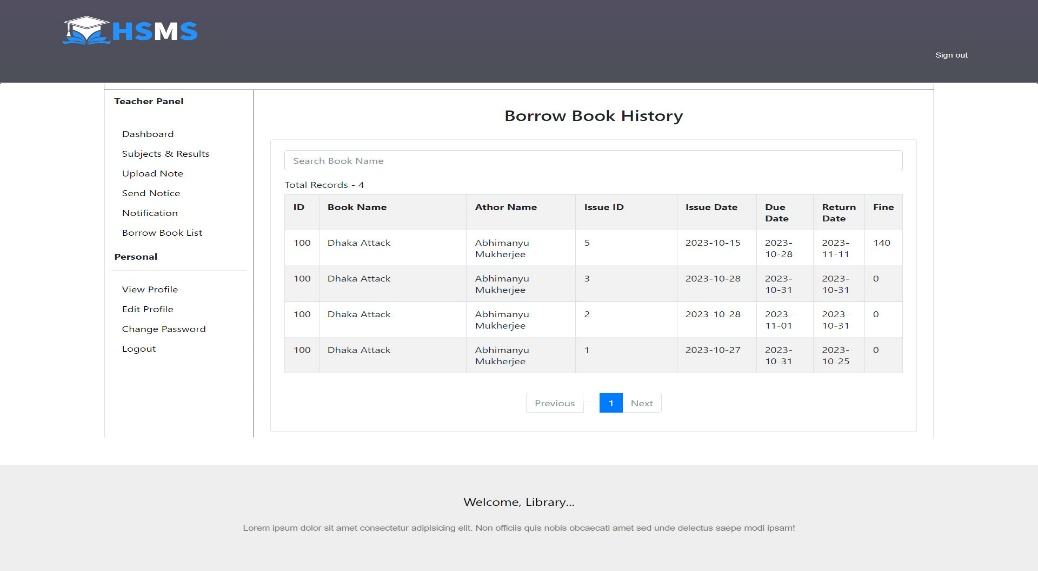 HSMS
Sign out
Teacher Panel
Dashboard
Subjects & Results
Upload Note
Send Notice
Notification
Borrow Book List
Personal
View Profile
Edit Profile
Change Password
Logout
Borrow Book History
Search Book Name
Total Records - 4
ID Book Name Athor Name Issue ID Issue Date Due Date Return Date Fine
100 Dhaka Attack Abhimanyu Mukherjee 5 2023-10-15 2023-10-28 2023-11-11 140
100 Dhaka Attack Abhimanyu Mukherjee 3 2023-10-28 2023-10-31 2023-10-31 0
100 Dhaka Attack Abhimanyu Mukherjee 2 2023-10-28 2023-11-01 2023-10-31 0
100 Dhaka Attack Abhimanyu Mukherjee 1 2023-10-27 2023-10-31 2023-10-25 0
Previous 1 Next
Welcome, Library...
Lorem ipsum dolor sit amet consectetur adipisicing elit. Non officiis quis nobis obcaecati amet sed unde delectus saepe modi ipsam!